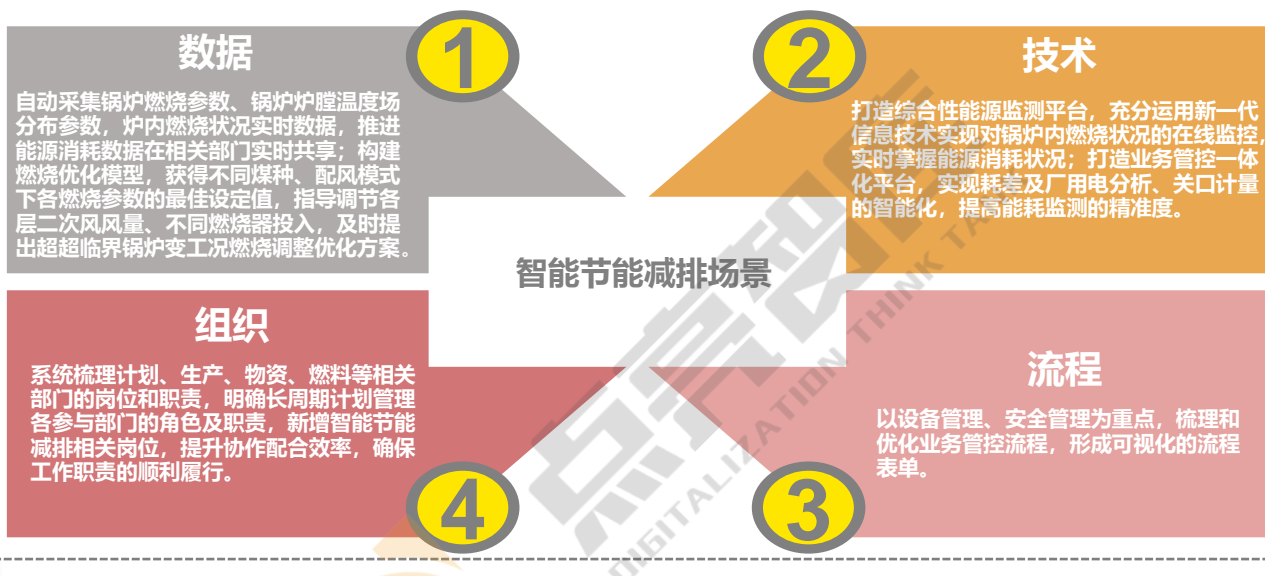 1
数据
自动采集锅炉燃烧参数、锅炉炉膛温度场
分布参数，炉内燃烧状况实时数据，推进
能源消耗数据在相关部门实时共享；构建
燃烧优化模型，获得不同煤种、配风模式
下各燃烧参数的最佳设定值，指导调节各
层二次风风量、不同燃烧器投入，及时提
出超超临界锅炉变工况燃烧调整优化方案。
2
技术
打造综合性能源监测平台，充分运用新一代
信息技术实现对锅炉内燃烧状况的在线监控，
实时掌握能源消耗状况；打造业务管控一体
化平台，实现耗差及厂用电分析、关口计量
的智能化，提高能耗监测的精准度。
智能节能减排场景
组织
系统梳理计划、生产、物资、燃料等相关
部门的岗位和职责，明确长周期计划管理
各参与部门的角色及职责，新增智能节能
减排相关岗位，提升协作配合效率，确保
工作职责的顺利履行。
4
流程
以设备管理、安全管理为重点，梳理和
优化业务管控流程，形成可视化的流程
表单。
3
点亮智库
DIGITALIZATION THINK TANK